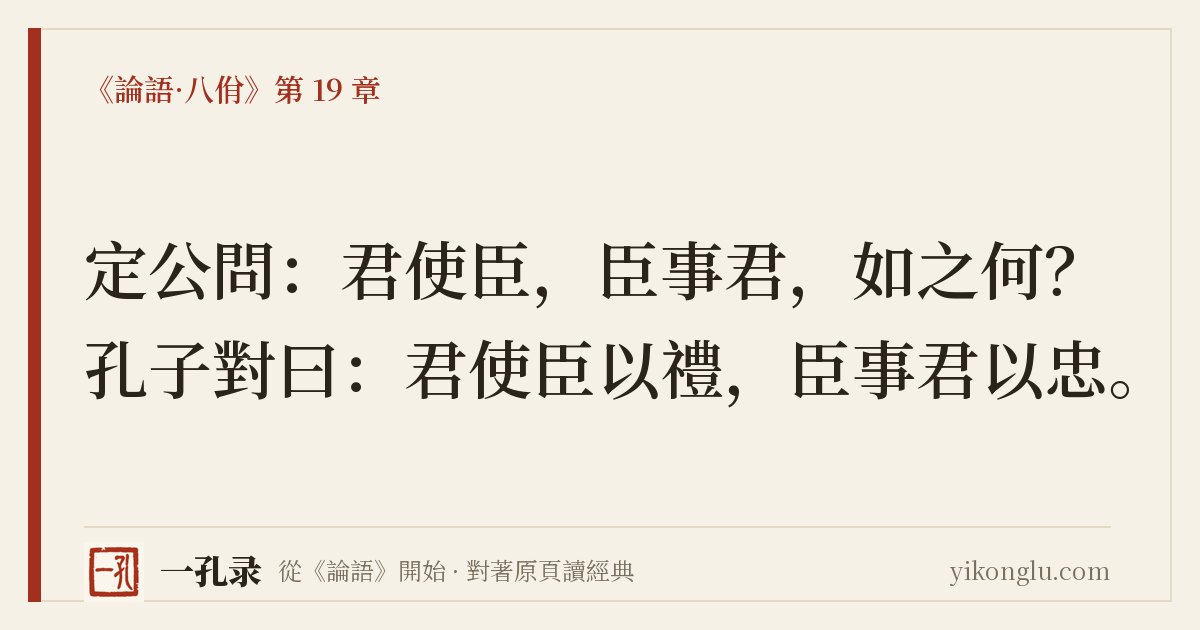 《論語·八佾》第 19 章
定公問：君使臣，臣事君，如之何？
孔子對曰：君使臣以禮，臣事君以忠。
一孔
一孔录 從《論語》開始 · 對著原頁讀經典
yikonglu.com